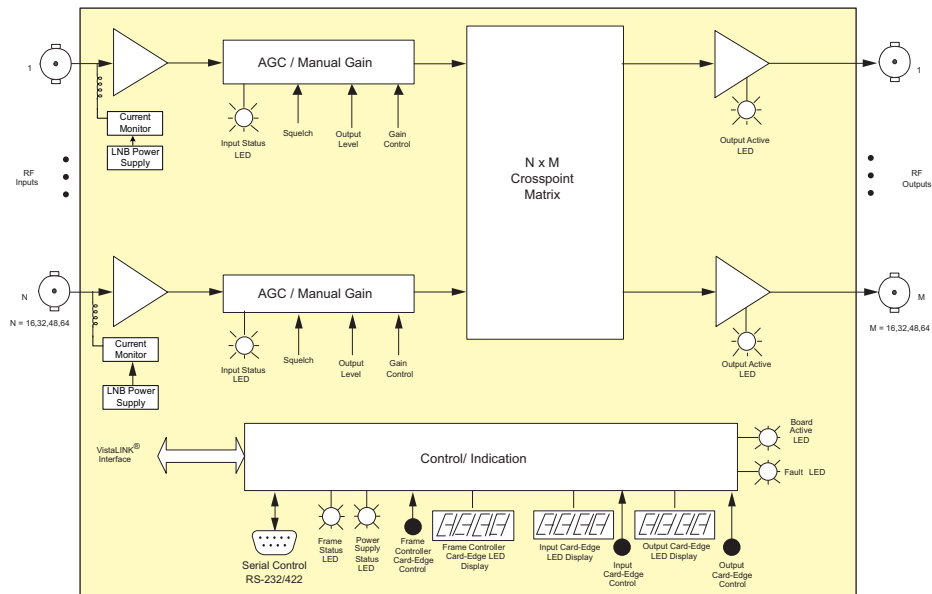 1
AGC / Manual Gain
1
Current
Monitor
LNB Power
Supply
Input Status
LED
Squelch
Output
Level
Gain
Control
Output Active
LED
RF
Inputs
N x M
Crosspoint
Matrix
RF
Outputs
N
AGC / Manual Gain
M
N = 16,32,48,64
M = 16,32,48,64
Current
Monitor
LNB Power
Supply
Input Status
LED
Squelch
Output
Level
Gain
Control
Output Active
LED
VistaLINK®
Interface
Control/ Indication
Board
Active
LED
Fault LED
Serial Control
RS-232/422
Frame
Status
LED
Power
Supply
Status
LED
Frame
Controller
Card-Edge
Control
Frame Controller
Card-Edge LED
Display
Input Card-Edge
LED Display
Input
Card-Edge
Control
Output Card-Edge
LED Display
Output
Card-Edge
Control